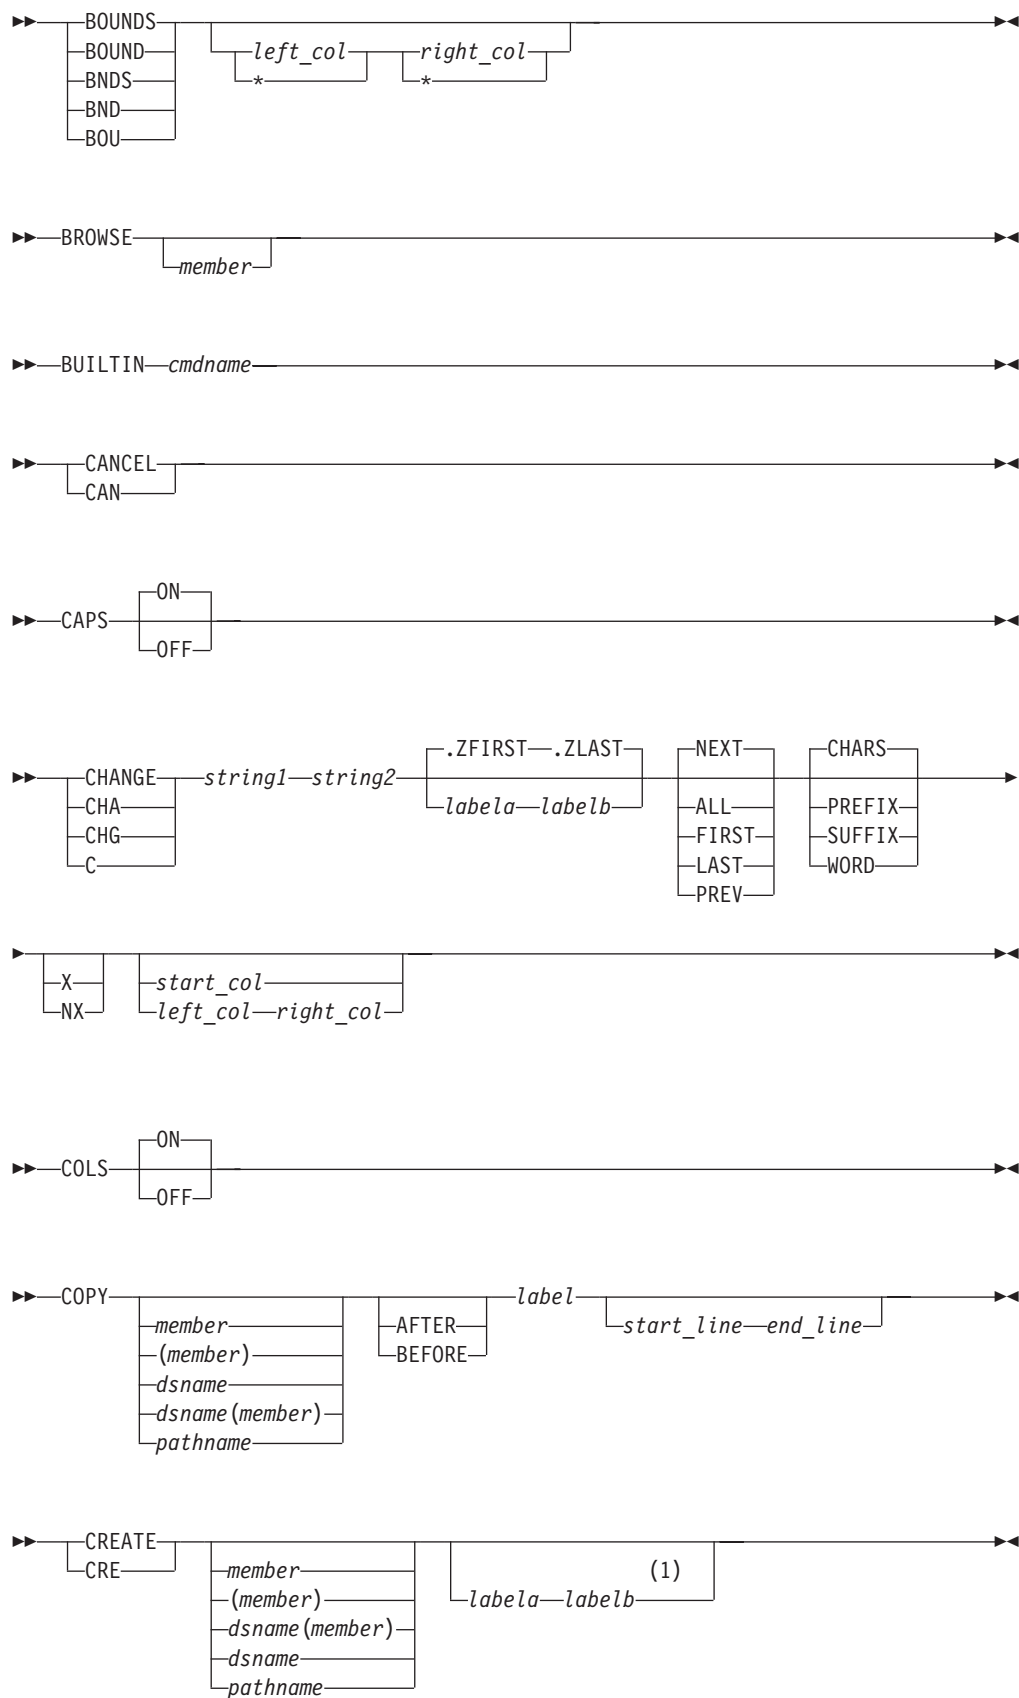 BOUNDS
BOUND left_col right_col
BNDS * *
BND
BOU
BROWSE
member
BUILTIN cmdname
CANCEL
CAN
ON
CAPS
OFF
.ZFIRST .ZLAST NEXT CHARS
CHANGE string1 string2
CHA labela labelb ALL PREFIX
CHG FIRST SUFFIX
C LAST WORD
PREV
X start_col
NX left_col right_col
ON
COLS
OFF
COPY label
member AFTER start_line end_line
(member) BEFORE
dsname
dsname(member)
pathname
CREATE
CRE member (1)
(member) labela labelb
dsname(member)
dsname
pathname